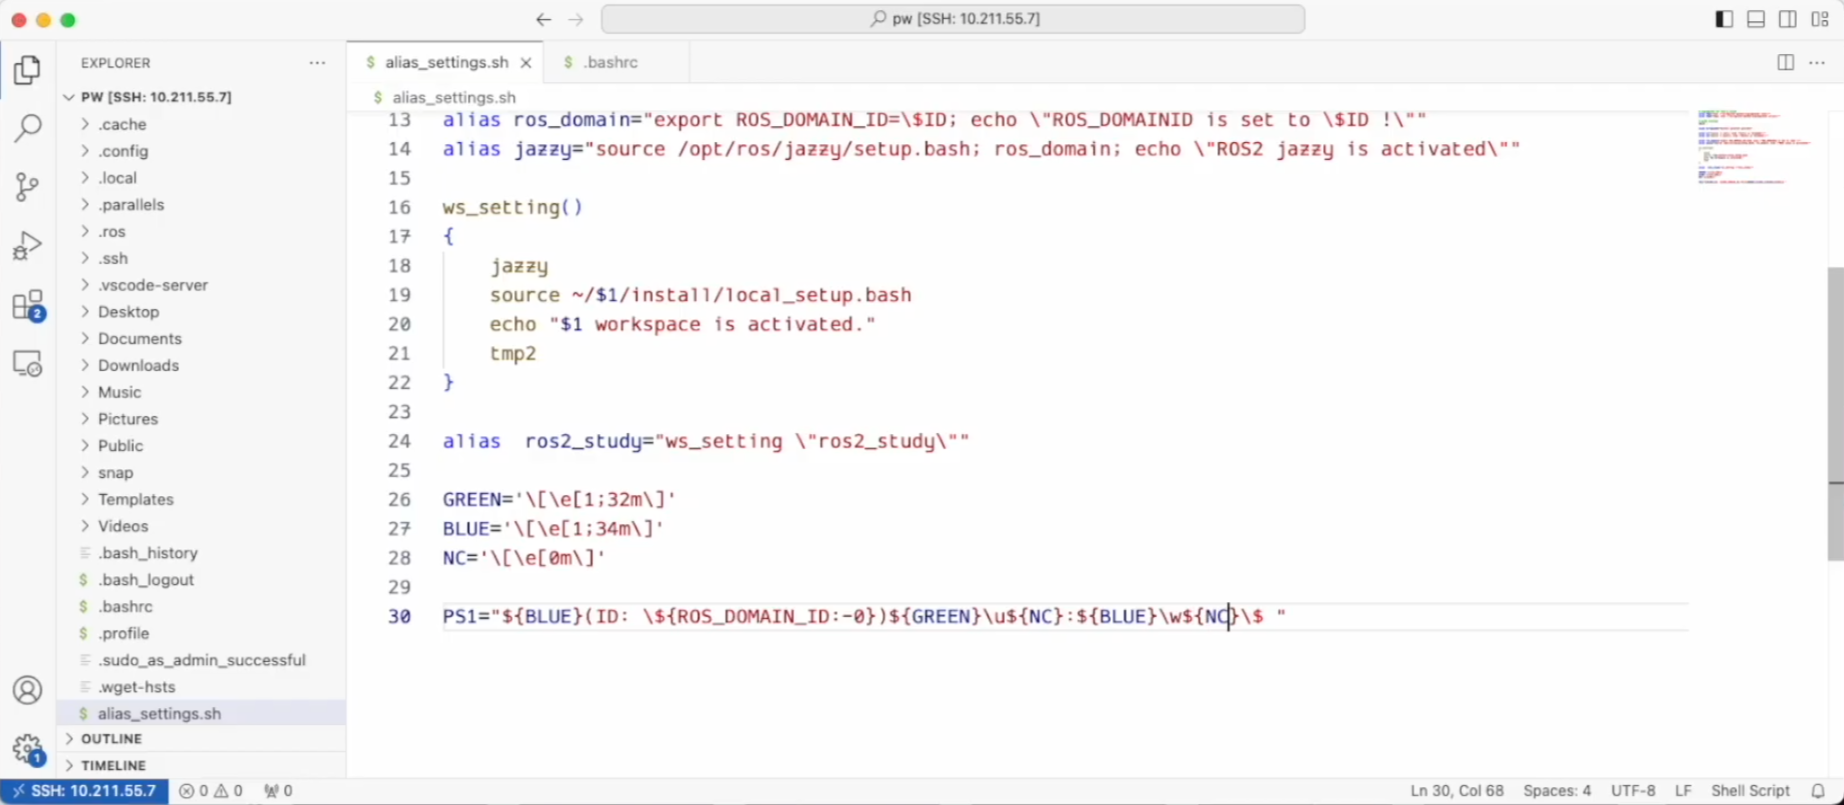 pw [SSH: 10.211.55.7]
EXPLORER
PW [SSH: 10.211.55.7]
.cache
.config
.local
.parallels
.ros
.ssh
.vscode-server
Desktop
Documents
Downloads
Music
Pictures
Public
snap
Templates
Videos
.bash_history
.bash_logout
$ .bashrc
$ .profile
.sudo_as_admin_successful
.wget-hsts
$ alias_settings.sh
OUTLINE
TIMELINE
2
1
$ alias_settings.sh
$ .bashrc
$ alias_settings.sh
13 alias ros_domain="export ROS_DOMAIN_ID=\$ID; echo \"ROS_DOMAINID is set to \$ID !\""
14 alias jazzy="source /opt/ros/jazzy/setup.bash; ros_domain; echo \"ROS2 jazzy is activated\""
15
16 ws_setting()
17 {
18 jazzy
19 source ~/$1/install/local_setup.bash
20 echo "$1 workspace is activated."
21 tmp2
22 }
23
24 alias  ros2_study="ws_setting \"ros2_study\""
25
26 GREEN='\[\e[1;32m\]'
27 BLUE='\[\e[1;34m\]'
28 NC='\[\e[0m\]'
29
30 PS1="${BLUE}(ID: \${ROS_DOMAIN_ID:-0})${GREEN}\u${NC}:${BLUE}\w${NC}\$ "
SSH: 10.211.55.7 0 0 0 Ln 30, Col 68 Spaces: 4 UTF-8 LF Shell Script